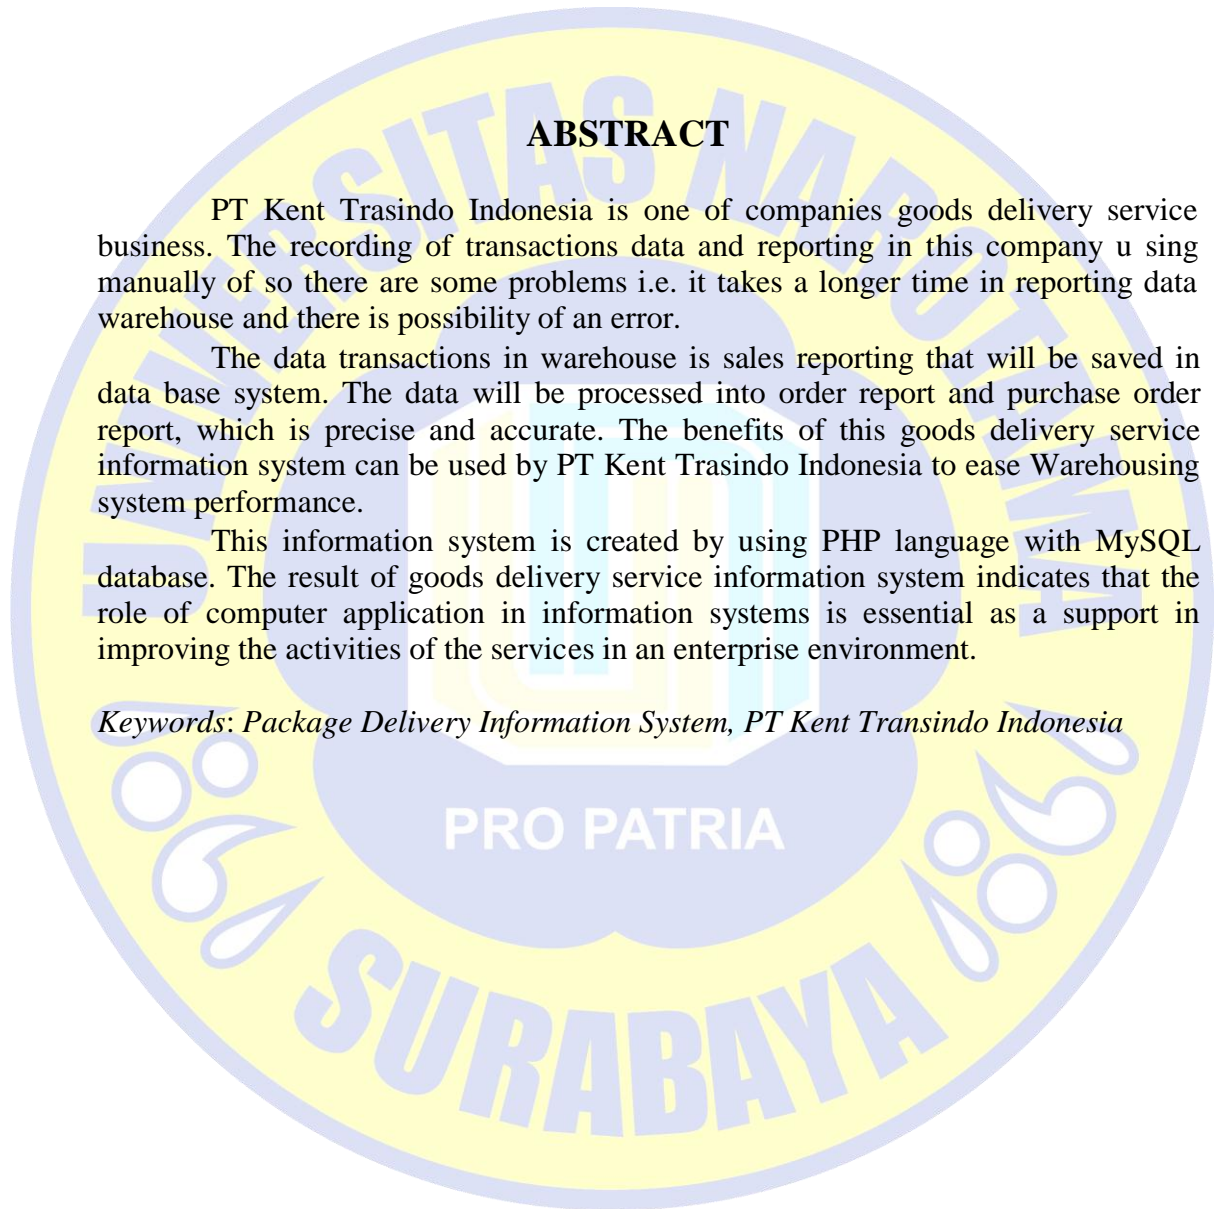 UNIVERSITAS NAROTAMA
ABSTRACT
PT Kent Trasindo Indonesia is one of companies goods delivery service
business. The recording of transactions data and reporting in this company u sing
manually of so there are some problems i.e. it takes a longer time in reporting data
warehouse and there is possibility of an error.
The data transactions in warehouse is sales reporting that will be saved in
data base system. The data will be processed into order report and purchase order
report, which is precise and accurate. The benefits of this goods delivery service
information system can be used by PT Kent Trasindo Indonesia to ease Warehousing
system performance.
This information system is created by using PHP language with MySQL
database. The result of goods delivery service information system indicates that the
role of computer application in information systems is essential as a support in
improving the activities of the services in an enterprise environment.
Keywords: Package Delivery Information System, PT Kent Transindo Indonesia
PRO PATRIA
SURABAYA